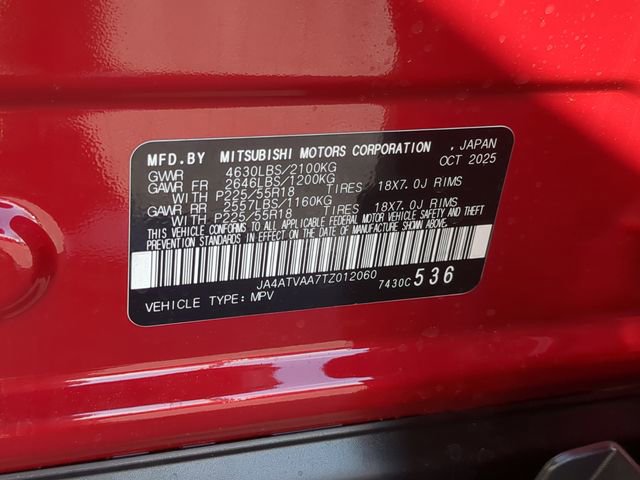 MFD.BY MITSUBISHI MOTORS CORPORATION , JAPAN
GVWR 4630LBS/2100KG OCT 2025
GAWR FR 2646LBS/1200KG
WITH P225/55R18 TIRES 18X7.0J RIMS
GAWR RR 2557LBS/1160KG
WITH P225/55R18 TIRES 18X7.0J RIMS
THIS VEHICLE CONFORMS TO ALL APPLICABLE FEDERAL MOTOR VEHICLE SAFETY AND THEFT
PREVENTION STANDARDS IN EFFECT ON THE DATE OF MANUFACTURE SHOWN ABOVE.
JA4ATVAA7TZ012060
VEHICLE TYPE: MPV 7430C 536